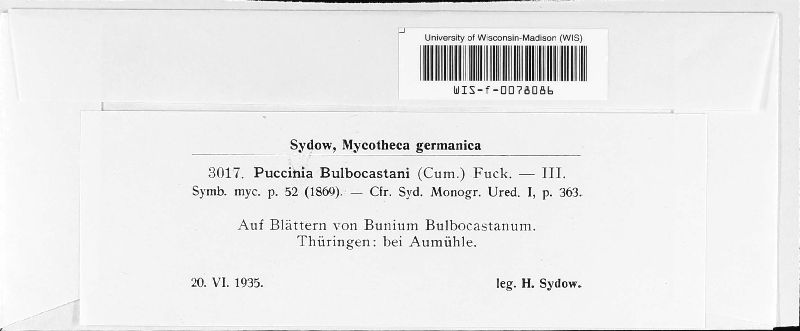 University of Wisconsin-Madison (WIS)
WIS-f-0078086
Sydow, Mycotheca germanica
3017. Puccinia Bulbocastani (Cum.) Fuck. — III.
Symb. myc. p. 52 (1869). — Cfr. Syd. Monogr. Ured. I, p. 363.
Auf Blättern von Bunium Bulbocastanum.
Thüringen: bei Aumühle.
20. VI. 1935. leg. H. Sydow.